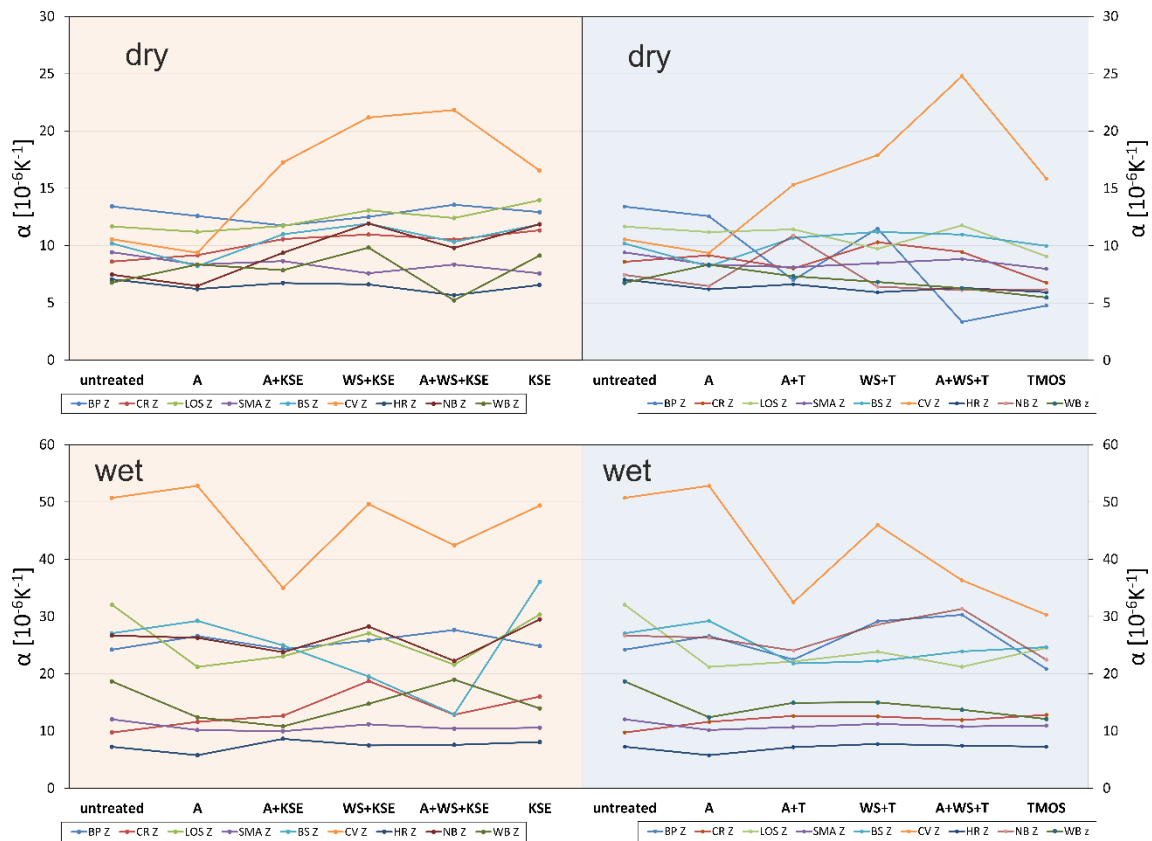 dry
α [10⁻⁶K⁻¹]
30
25
20
15
10
5
0
untreated A A+KSE WS+KSE A+WS+KSE KSE
BP Z CR Z LOS Z SMA Z BS Z CV Z HR Z NB Z WB Z
dry
30
25
20
15
10
5
0
α [10⁻⁶K⁻¹]
untreated A A+T WS+T A+WS+T TMOS
BP Z CR Z LOS Z SMA Z BS Z CV Z HR Z NB Z WB z
wet
α [10⁻⁶K⁻¹]
60
50
40
30
20
10
0
untreated A A+KSE WS+KSE A+WS+KSE KSE
BP Z CR Z LOS Z SMA Z BS Z CV Z HR Z NB Z WB z
wet
60
50
40
30
20
10
0
α [10⁻⁶K⁻¹]
untreated A A+T WS+T A+WS+T TMOS
BP Z CR Z LOS Z SMA Z BS Z CV Z HR Z NB Z WB z